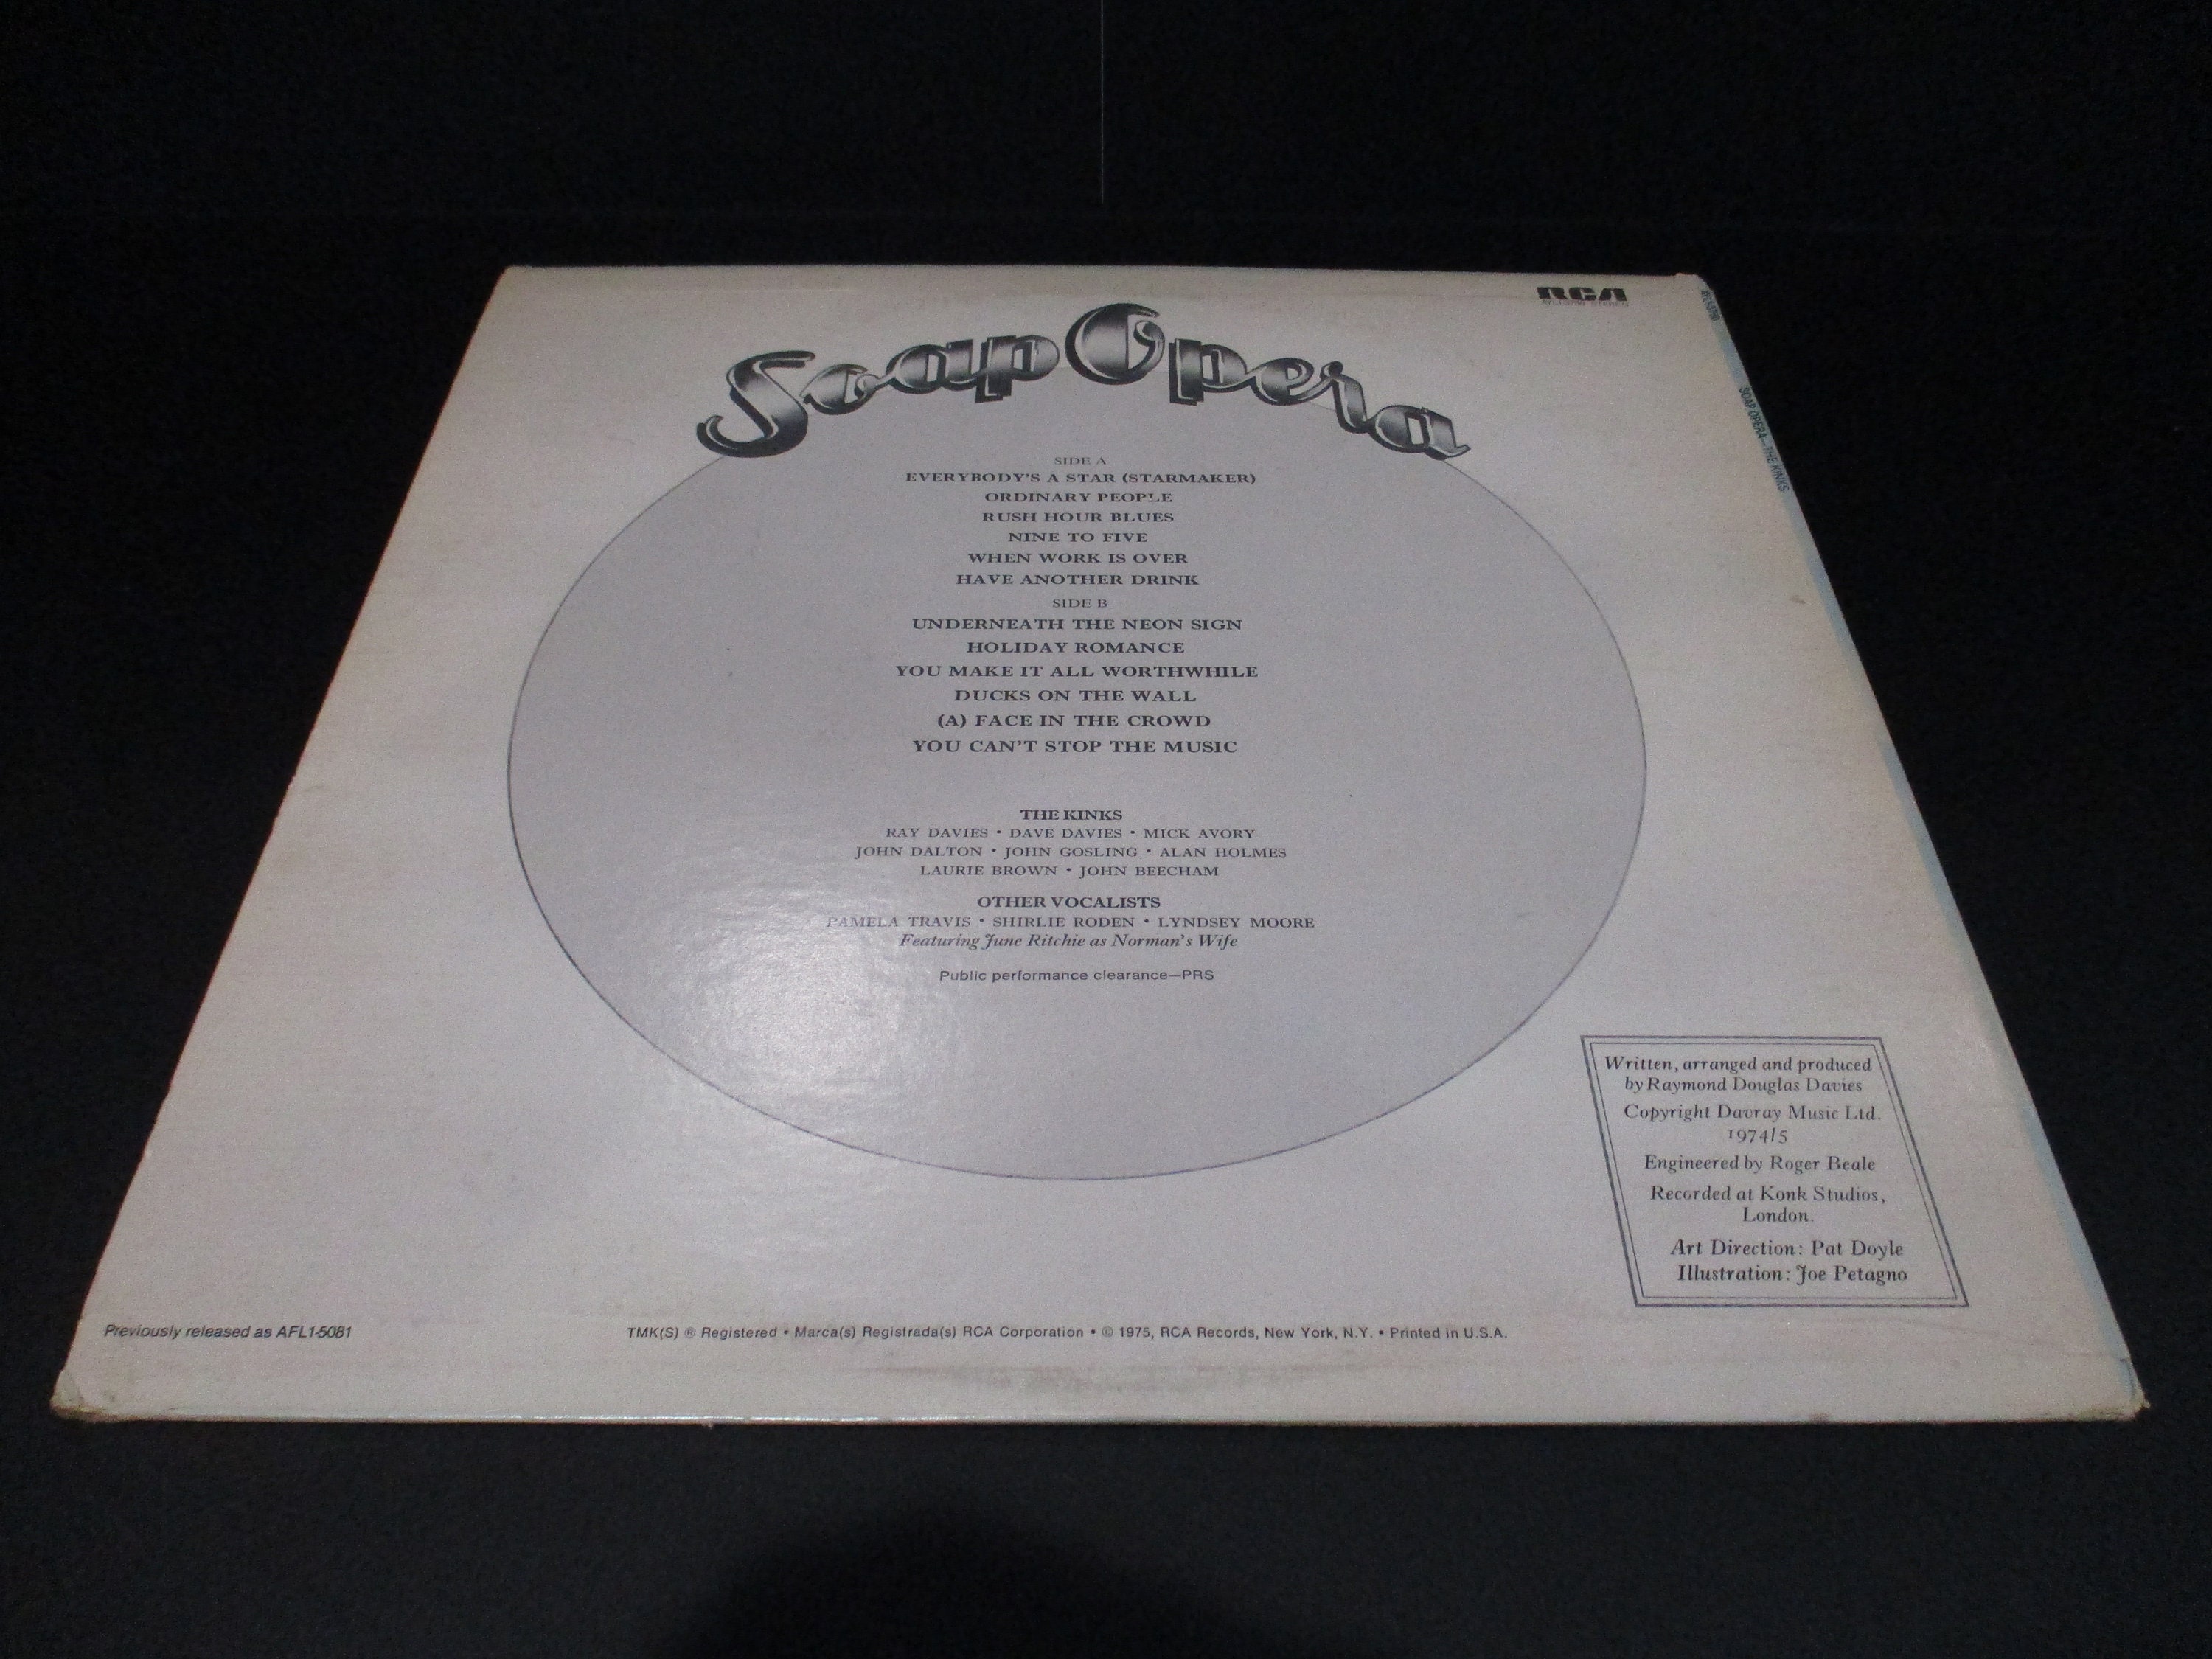 RCA
Soap Opera
SIDE A
EVERYBODY'S A STAR (STARMAKER)
ORDINARY PEOPLE
RUSH HOUR BLUES
NINE TO FIVE
WHEN WORK IS OVER
HAVE ANOTHER DRINK
SIDE B
UNDERNEATH THE NEON SIGN
HOLIDAY ROMANCE
YOU MAKE IT ALL WORTHWHILE
DUCKS ON THE WALL
(A) FACE IN THE CROWD
YOU CAN'T STOP THE MUSIC
THE KINKS
RAY DAVIES • DAVE DAVIES • MICK AVORY
JOHN DALTON • JOHN GOSLING • ALAN HOLMES
LAURIE BROWN • JOHN BEECHAM
OTHER VOCALISTS
PAMELA TRAVIS • SHIRLIE RODEN • LYNDSEY MOORE
Featuring June Ritchie as Norman's Wife
Public performance clearance—PRS
Written, arranged and produced
by Raymond Douglas Davies
Copyright Davray Music Ltd.
1974/5
Engineered by Roger Beale
Recorded at Konk Studios,
London.
Art Direction: Pat Doyle
Illustration: Joe Petagno
Previously released as AFL1-5081
TMK(S) ® Registered • Marca(s) Registrada(s) RCA Corporation • © 1975, RCA Records, New York, N.Y. • Printed in U.S.A.
SOAP OPERA—THE KINKS